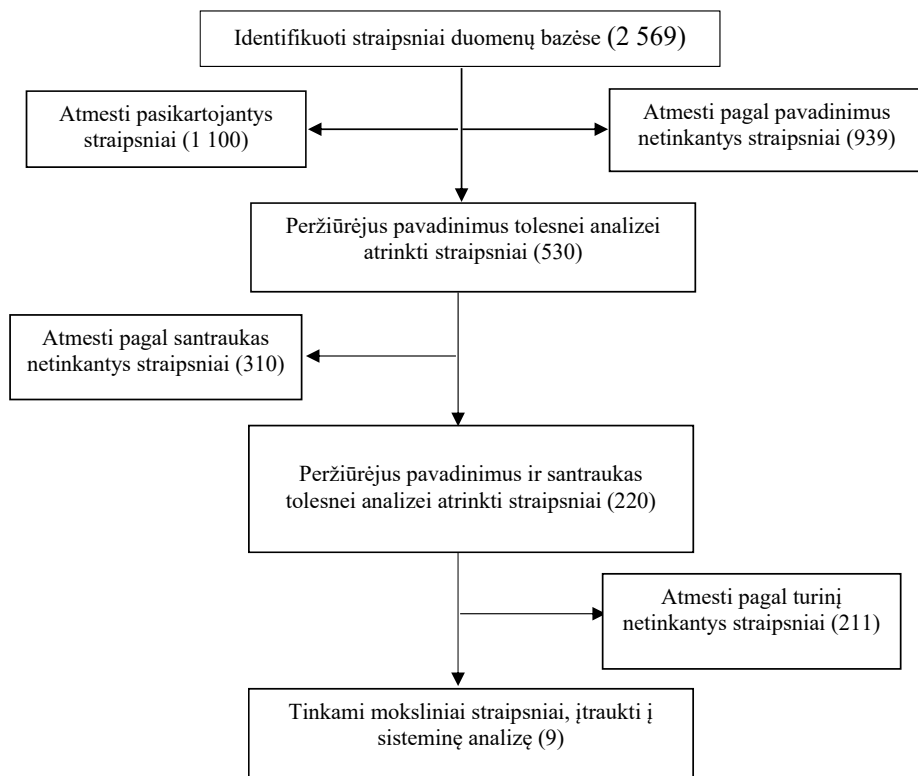 Identifikuoti straipsniai duomenų bazėse (2 569)
Atmesti pasikartojantys
straipsniai (1 100)
Atmesti pagal pavadinimus
netinkantys straipsniai (939)
Peržiūrėjus pavadinimus tolesnei analizei
atrinkti straipsniai (530)
Atmesti pagal santraukas
netinkantys straipsniai (310)
Peržiūrėjus pavadinimus ir santraukas
tolesnei analizei atrinkti straipsniai (220)
Atmesti pagal turinį
netinkantys straipsniai (211)
Tinkami moksliniai straipsniai, įtraukti į
sisteminę analizę (9)